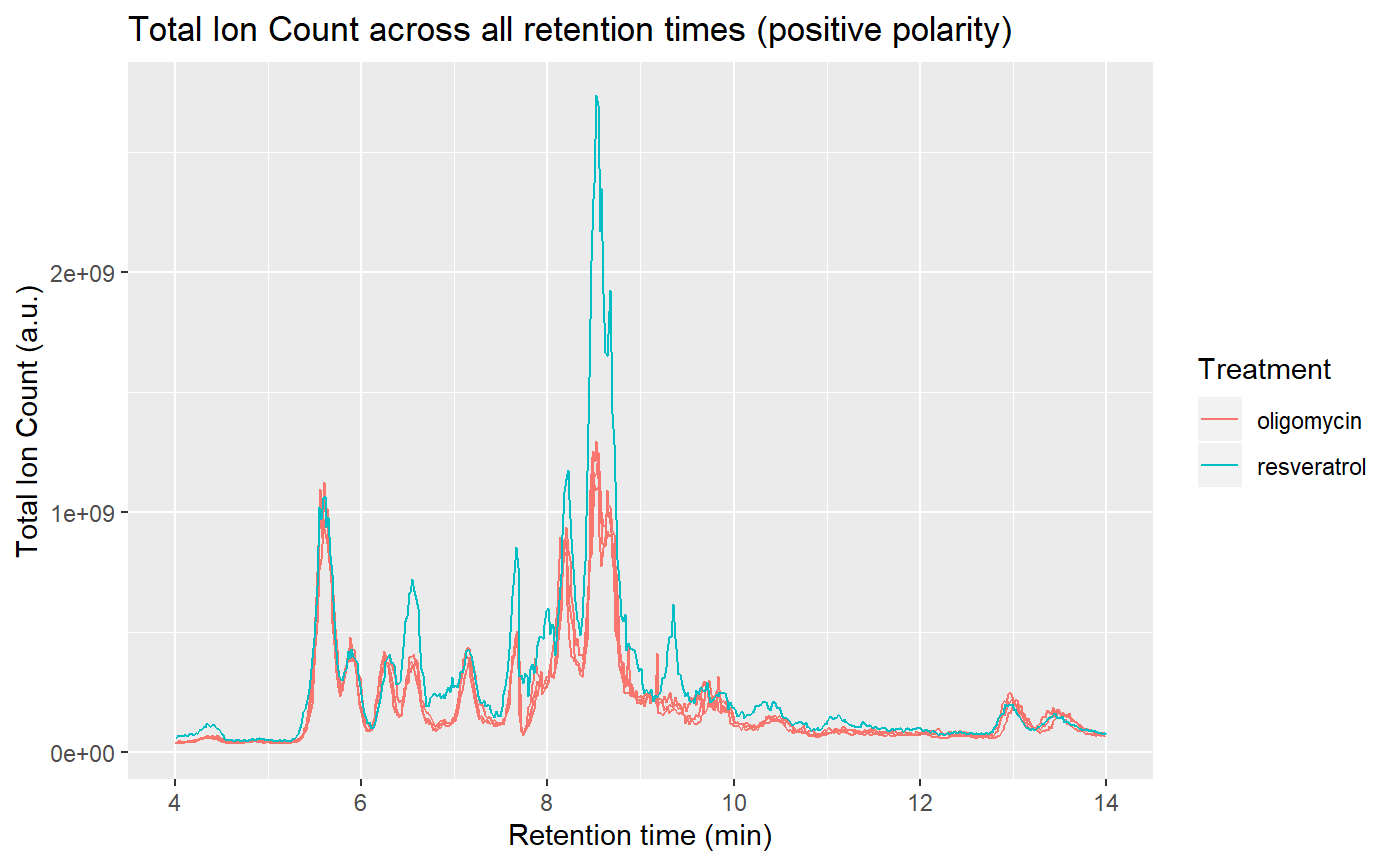 Total Ion Count across all retention times (positive polarity)
Total Ion Count (a.u.)
2e+09
1e+09
0e+00
4 6 8 10 12 14
Retention time (min)
Treatment
oligomycin
resveratrol